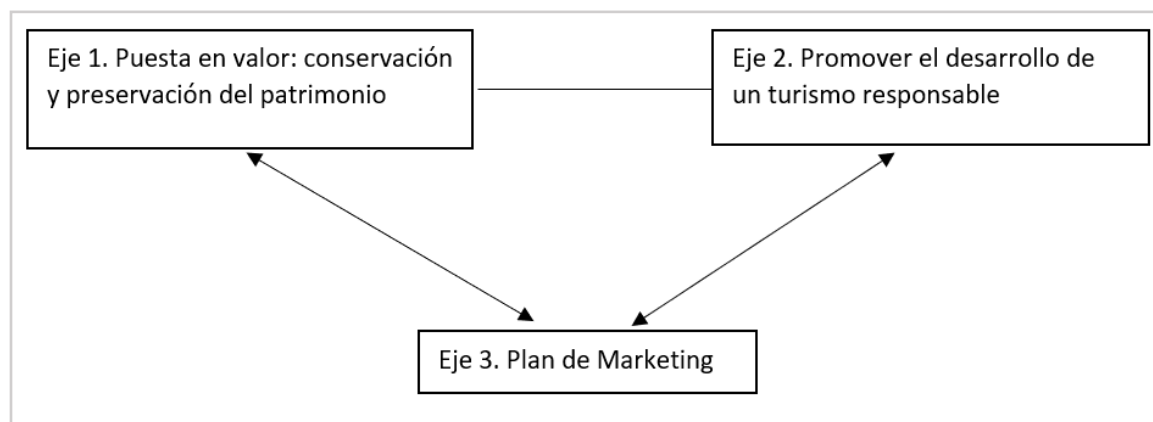 Eje 1. Puesta en valor: conservación
y preservación del patrimonio
Eje 2. Promover el desarrollo de
un turismo responsable
Eje 3. Plan de Marketing